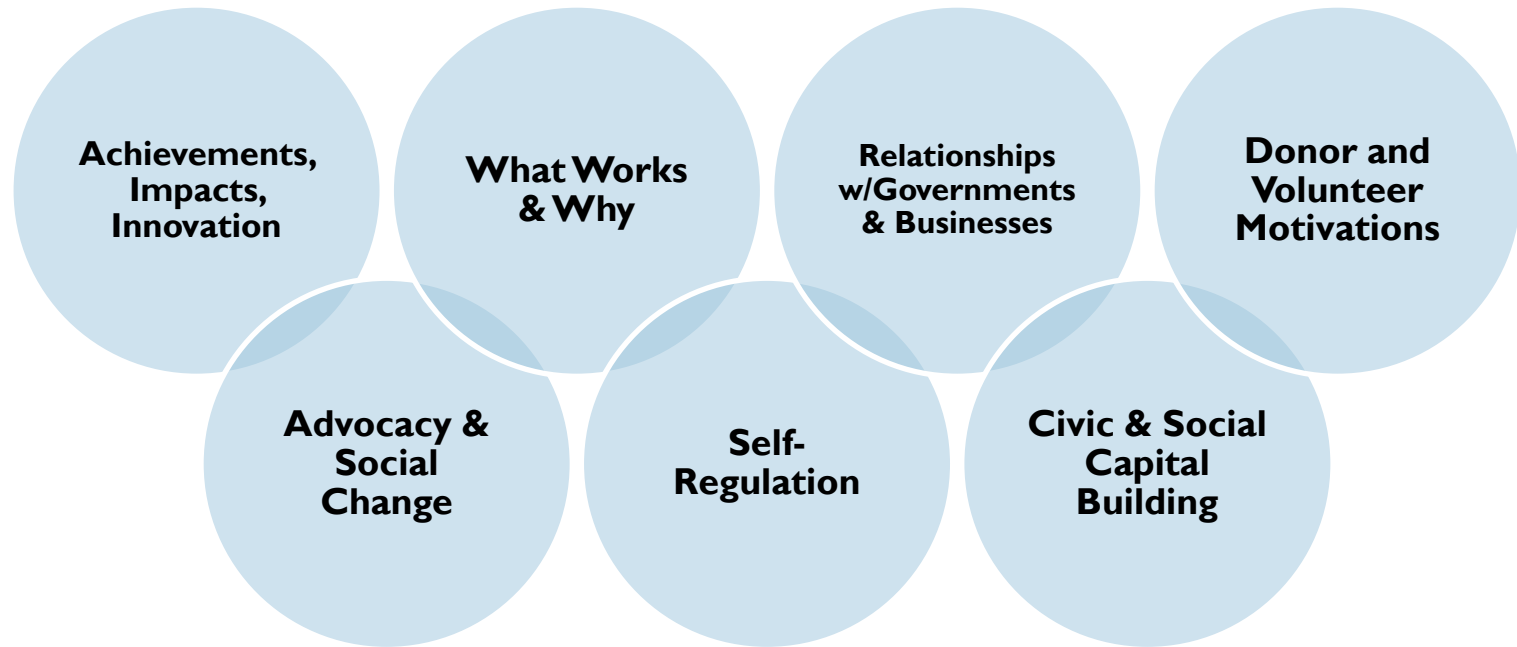 Achievements,
Impacts,
Innovation
What Works
& Why
Relationships
w/Governments
& Businesses
Donor and
Volunteer
Motivations
Advocacy &
Social
Change
Self-
Regulation
Civic & Social
Capital
Building